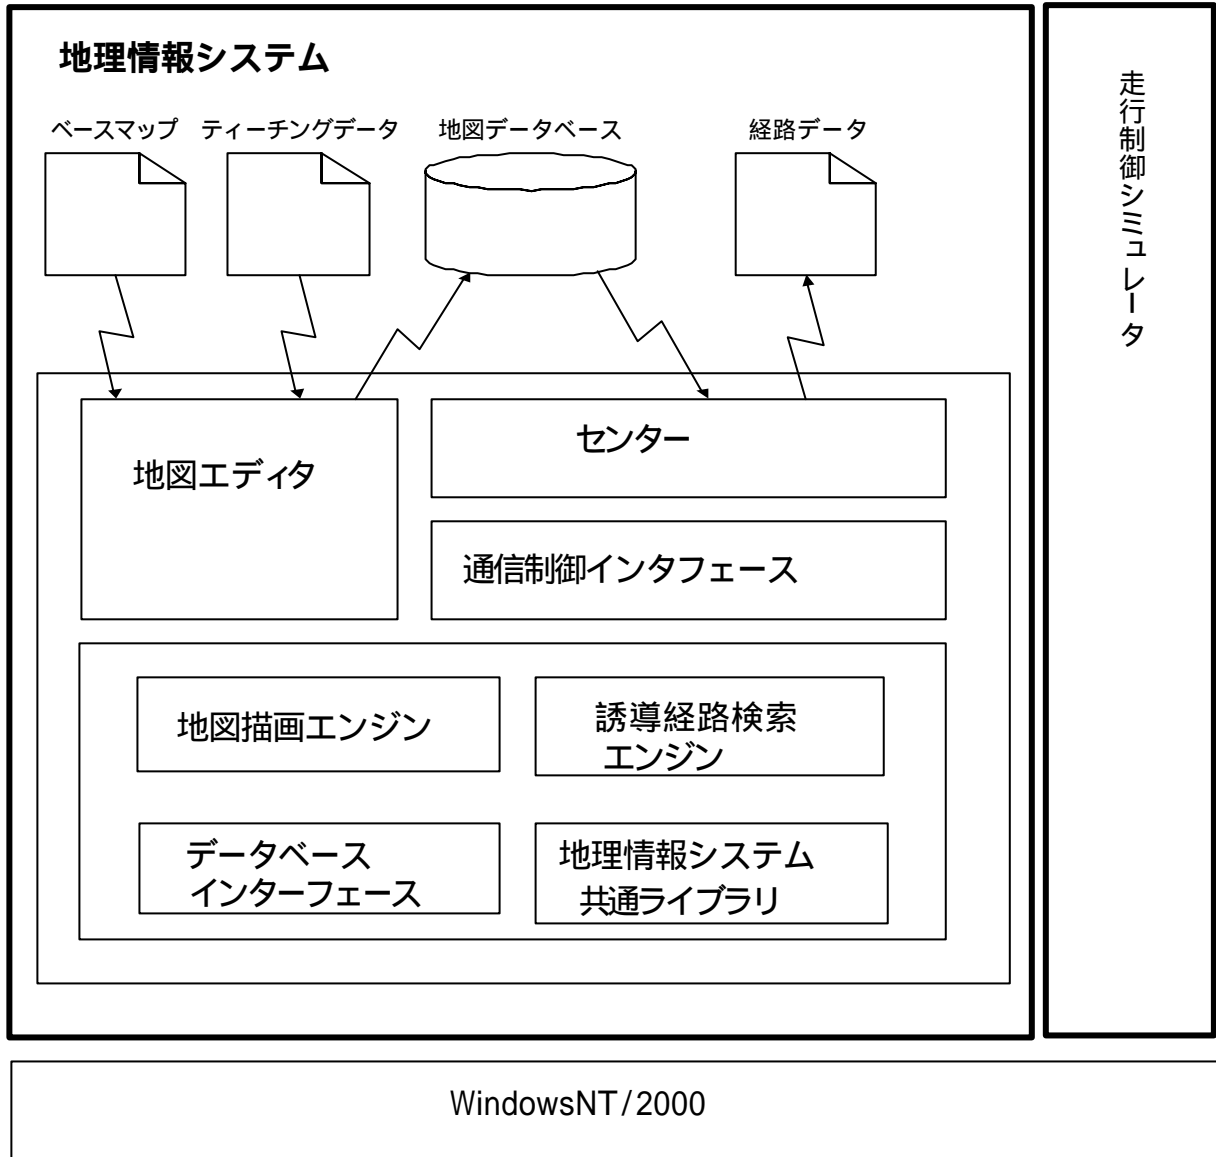 地理情報システム
ベースマップ
ティーチングデータ
地図データベース
経路データ
走行制御シミュレータ
地図エディタ
センター
通信制御インタフェース
地図描画エンジン
誘導経路検索
エンジン
データベース
インターフェース
地理情報システム
共通ライブラリ
WindowsNT/2000